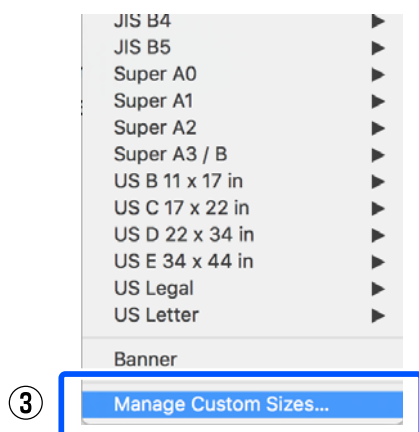 JIS B4
JIS B5
Super A0
Super A1
Super A2
Super A3 / B
US B 11 x 17 in
US C 17 x 22 in
US D 22 x 34 in
US E 34 x 44 in
US Legal
US Letter
Banner
③ Manage Custom Sizes...